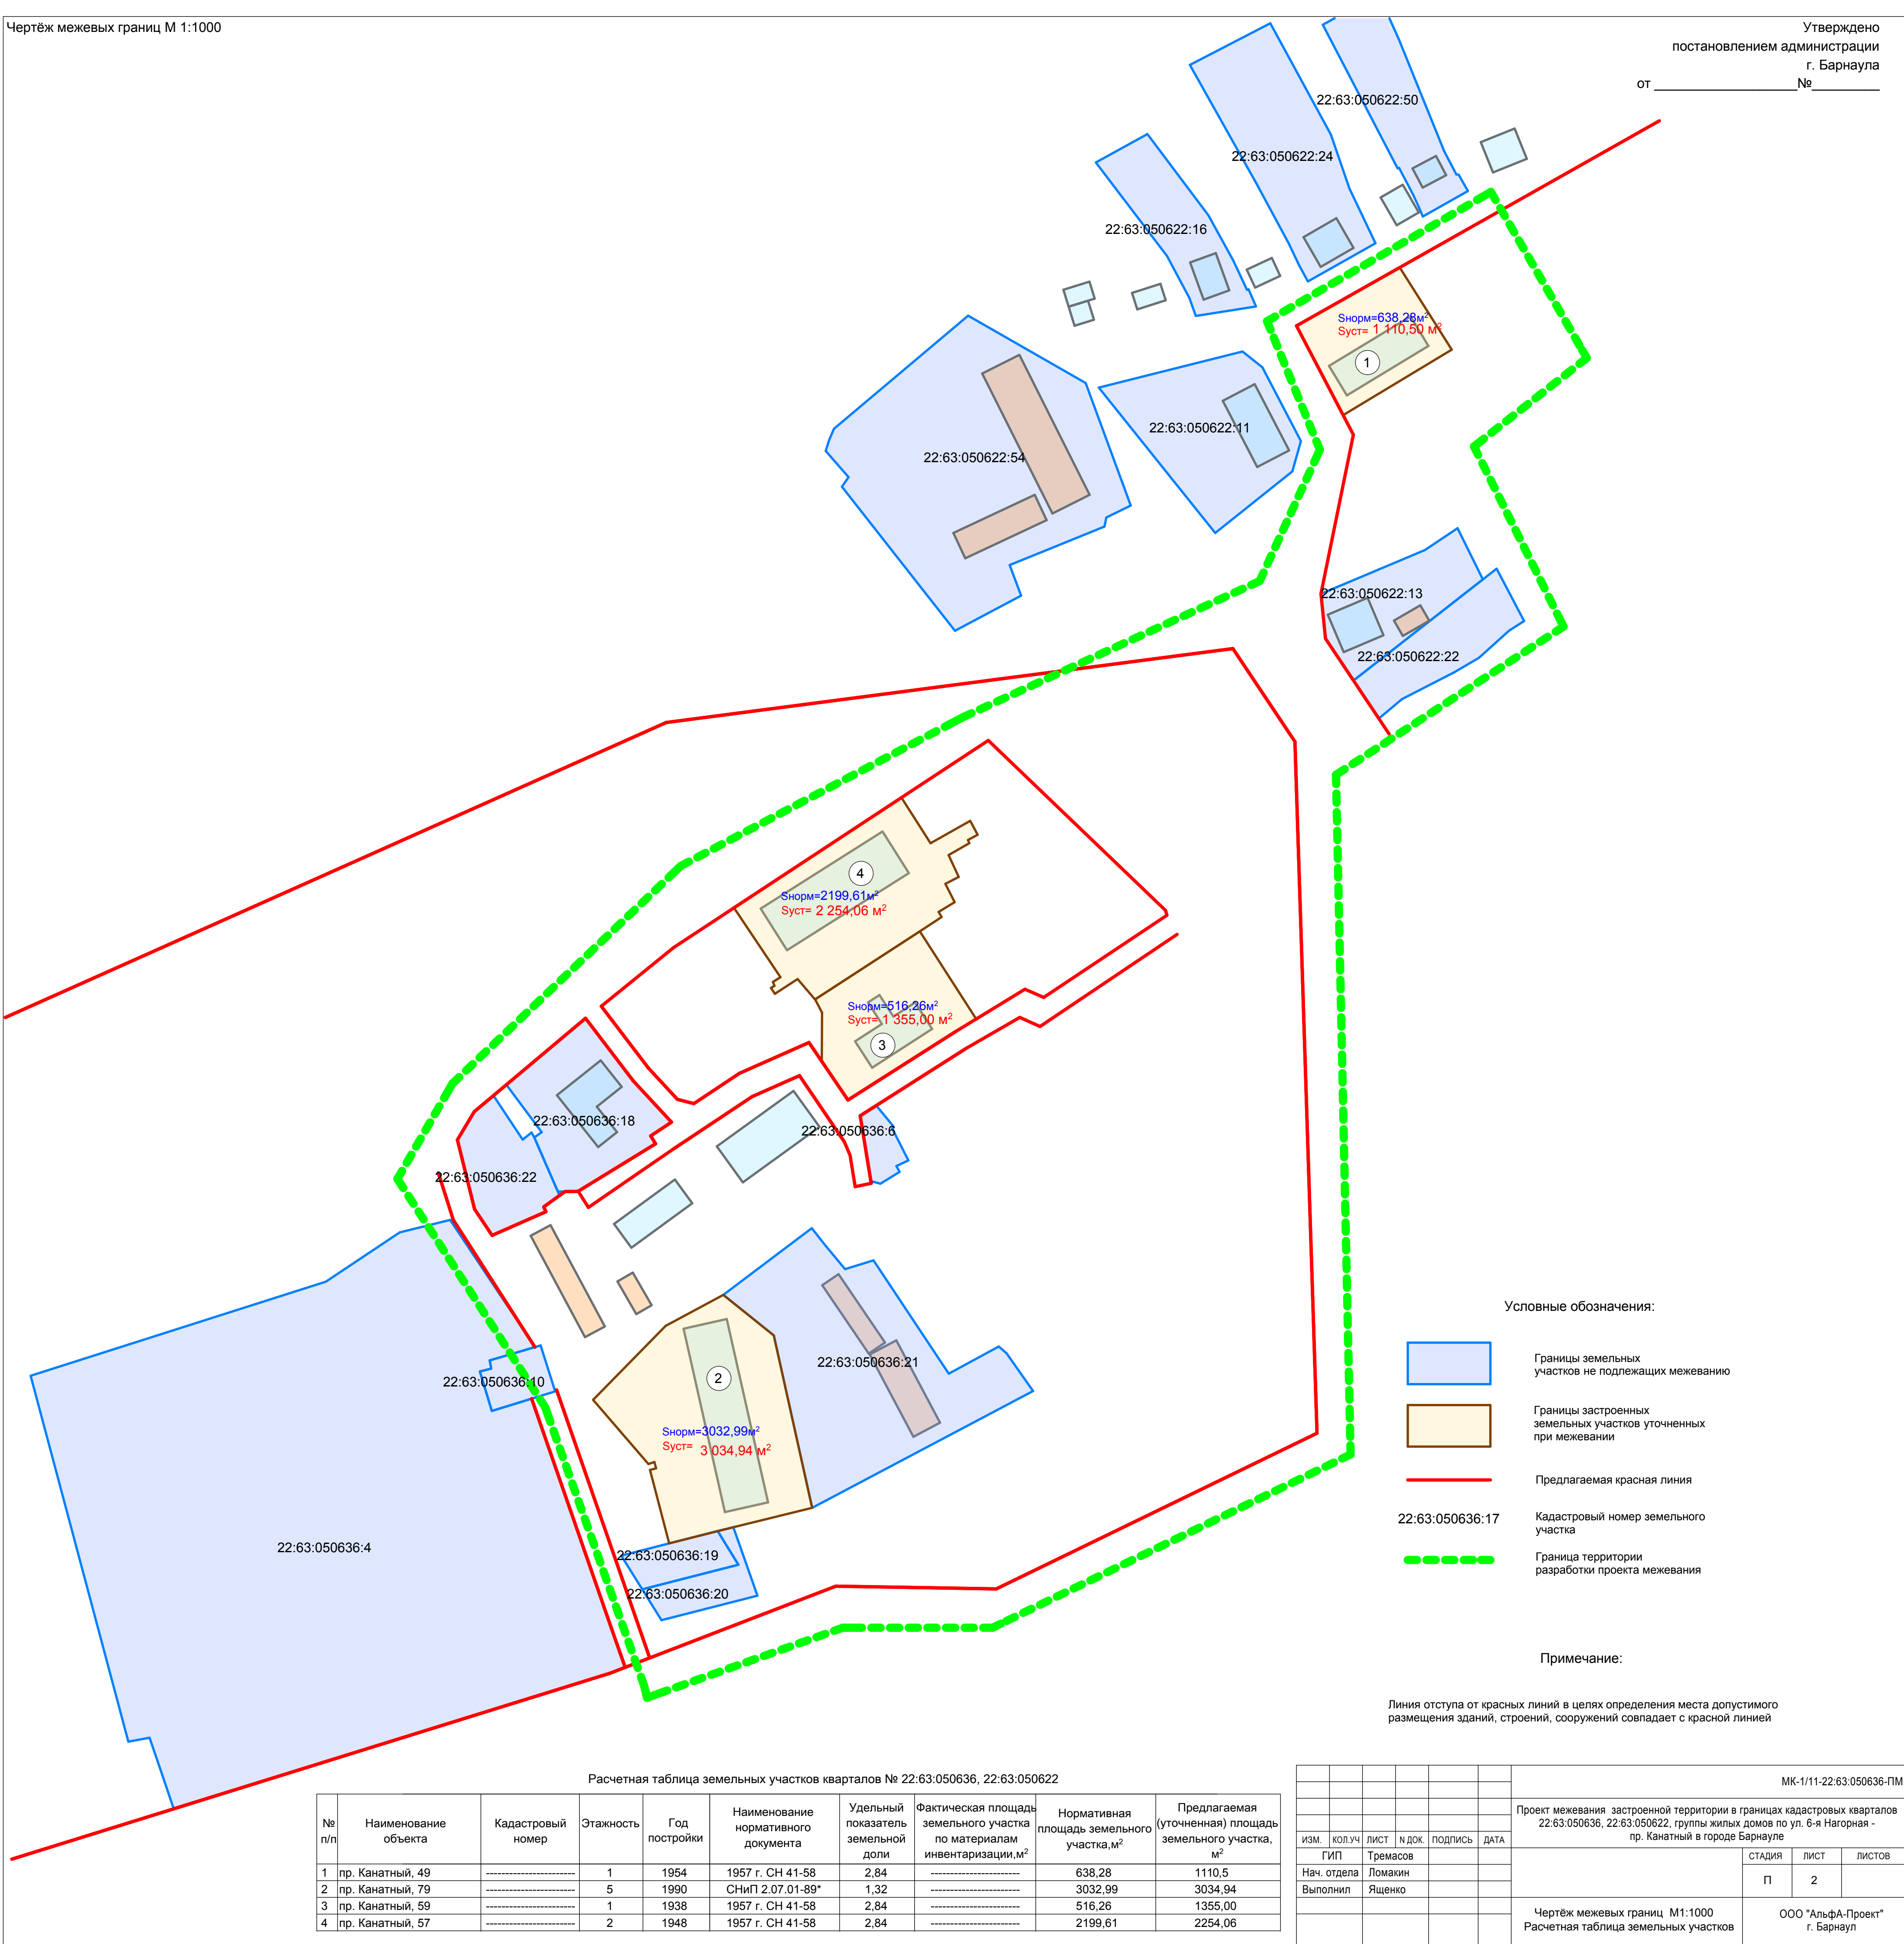 Чертёж межевых границ М 1:1000
Утверждено
постановлением администрации
г. Барнаула
от ____________________№__________
22:63:050622:50
22:63:050622:24
22:63:050622:16
Sнорм=638,28м²
Sуст= 1 110,50 м²
1
22:63:050622:11
22:63:050622:54
22:63:050622:13
22:63:050622:22
4
Sнорм=2199,61м²
Sуст= 2 254,06 м²
Sнорм=516,26м²
Sуст= 1 355,00 м²
3
22:63:050636:18
22:63:050636:6
22:63:050636:22
22:63:050636:21
22:63:050636:10
2
Sнорм=3032,99м²
Sуст= 3 034,94 м²
22:63:050636:4
22:63:050636:19
22:63:050636:20
Условные обозначения:
Границы земельных
участков не подлежащих межеванию
Границы застроенных
земельных участков уточненных
при межевании
Предлагаемая красная линия
22:63:050636:17 Кадастровый номер земельного
участка
Граница территории
разработки проекта межевания
Примечание:
Линия отступа от красных линий в целях определения места допустимого
размещения зданий, строений, сооружений совпадает с красной линией
Расчетная таблица земельных участков кварталов № 22:63:050636, 22:63:050622
№ п/п Наименование объекта Кадастровый номер Этажность Год постройки Наименование нормативного документа Удельный показатель земельной доли Фактическая площадь земельного участка по материалам инвентаризации,м² Нормативная площадь земельного участка,м² Предлагаемая (уточненная) площадь земельного участка, м²
1 пр. Канатный, 49 ----------------------- 1 1954 1957 г. СН 41-58 2,84 ----------------------- 638,28 1110,5
2 пр. Канатный, 79 ----------------------- 5 1990 СНиП 2.07.01-89* 1,32 ----------------------- 3032,99 3034,94
3 пр. Канатный, 59 ----------------------- 1 1938 1957 г. СН 41-58 2,84 ----------------------- 516,26 1355,00
4 пр. Канатный, 57 ----------------------- 2 1948 1957 г. СН 41-58 2,84 ----------------------- 2199,61 2254,06
МК-1/11-22:63:050636-ПМ
Проект межевания застроенной территории в границах кадастровых кварталов
22:63:050636, 22:63:050622, группы жилых домов по ул. 6-я Нагорная -
пр. Канатный в городе Барнауле
ИЗМ. КОЛ.УЧ ЛИСТ N ДОК. ПОДПИСЬ ДАТА
ГИП Тремасов
Нач. отдела Ломакин
Выполнил Ященко
СТАДИЯ ЛИСТ ЛИСТОВ
П 2
Чертёж межевых границ М1:1000
Расчетная таблица земельных участков
ООО "АльфА-Проект"
г. Барнаул